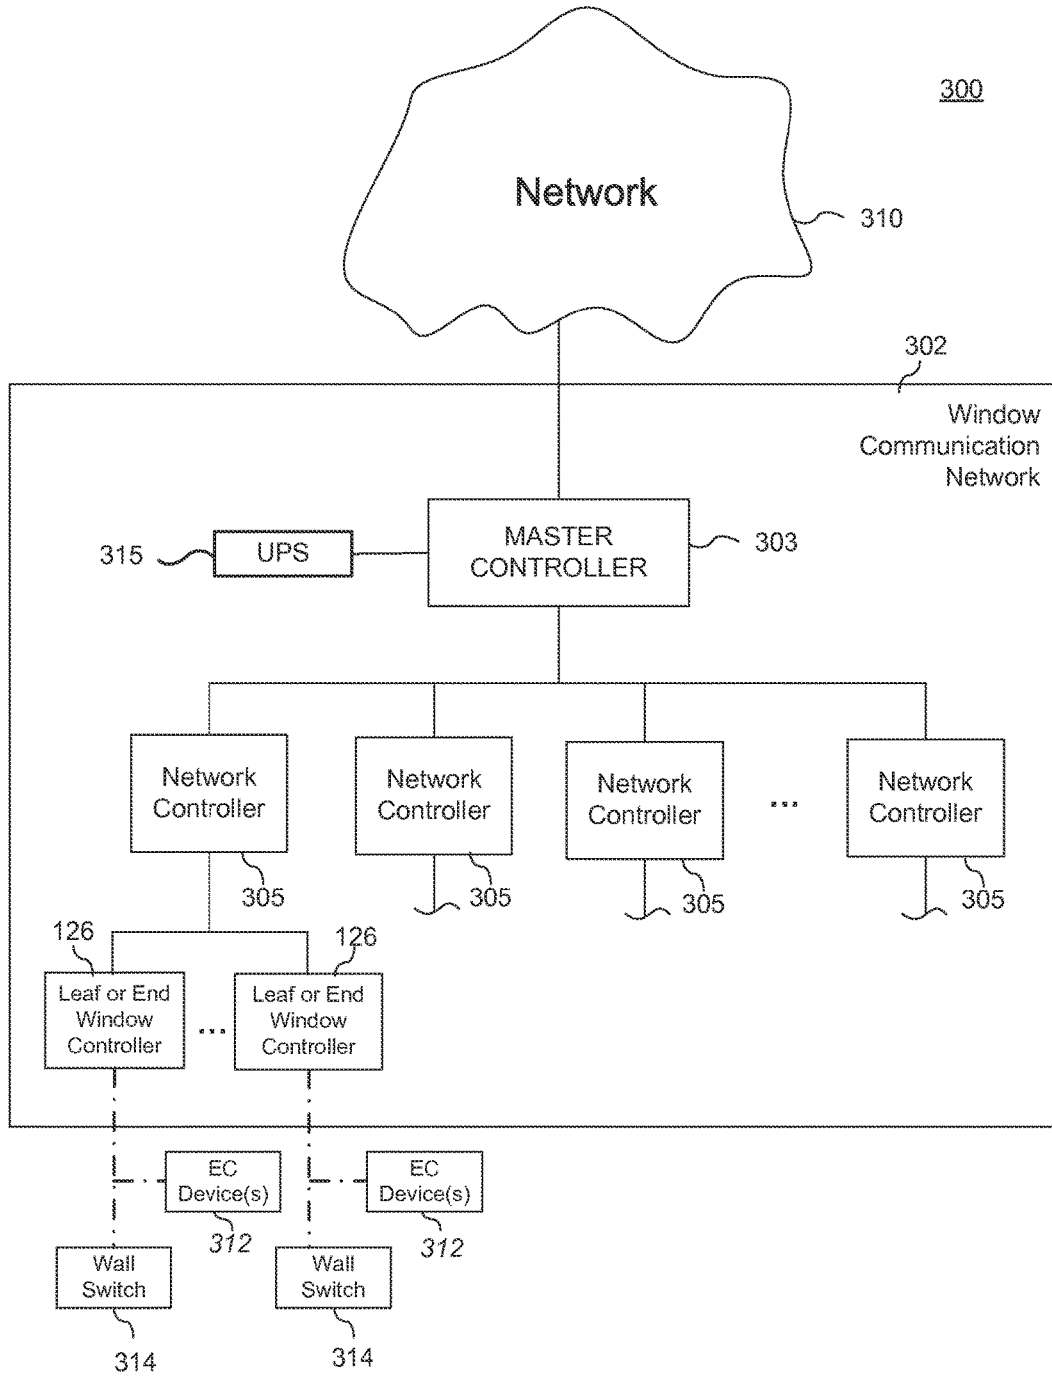 300
Network
310
302
Window
Communication
Network
315
UPS
MASTER
CONTROLLER
303
Network
Controller
Network
Controller
Network
Controller
...
Network
Controller
305
305
305
305
126
126
Leaf or End
Window
Controller
...
Leaf or End
Window
Controller
EC
Device(s)
EC
Device(s)
312
312
Wall
Switch
Wall
Switch
314
314